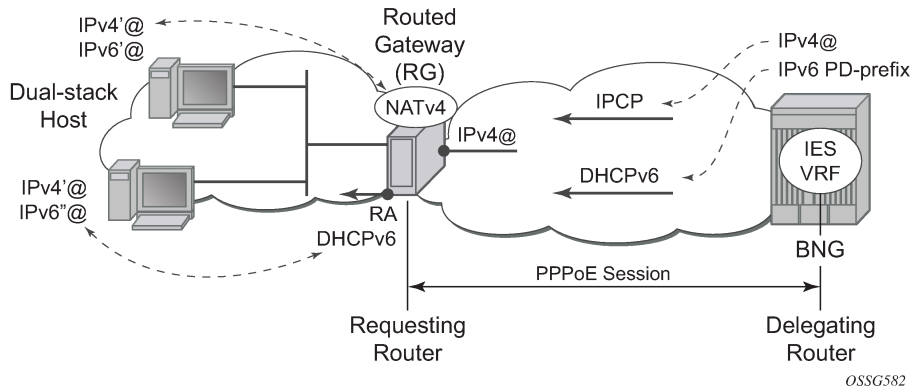 IPv4'@
IPv6'@
Routed
Gateway
(RG)
IPv4@
IPv6 PD-prefix
Dual-stack
Host
NATv4
IPCP
IPv4@
IES
VRF
DHCPv6
IPv4'@
IPv6"@
RA
DHCPv6
BNG
PPPoE Session
Requesting
Router
Delegating
Router
OSSG582